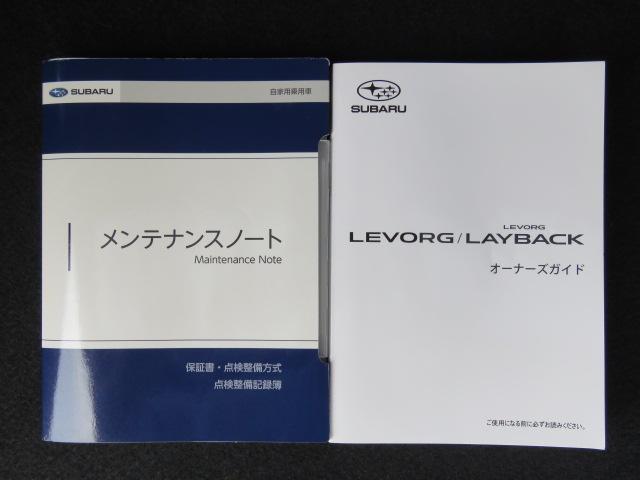 SUBARU
自家用乗用車
メンテナンスノート
Maintenance Note
保証書・点検整備方式
点検整備記録簿
SUBARU
LEVORG
LEVORG/LAYBACK
オーナーズガイド
ご使用になる前に必ずお読みください。